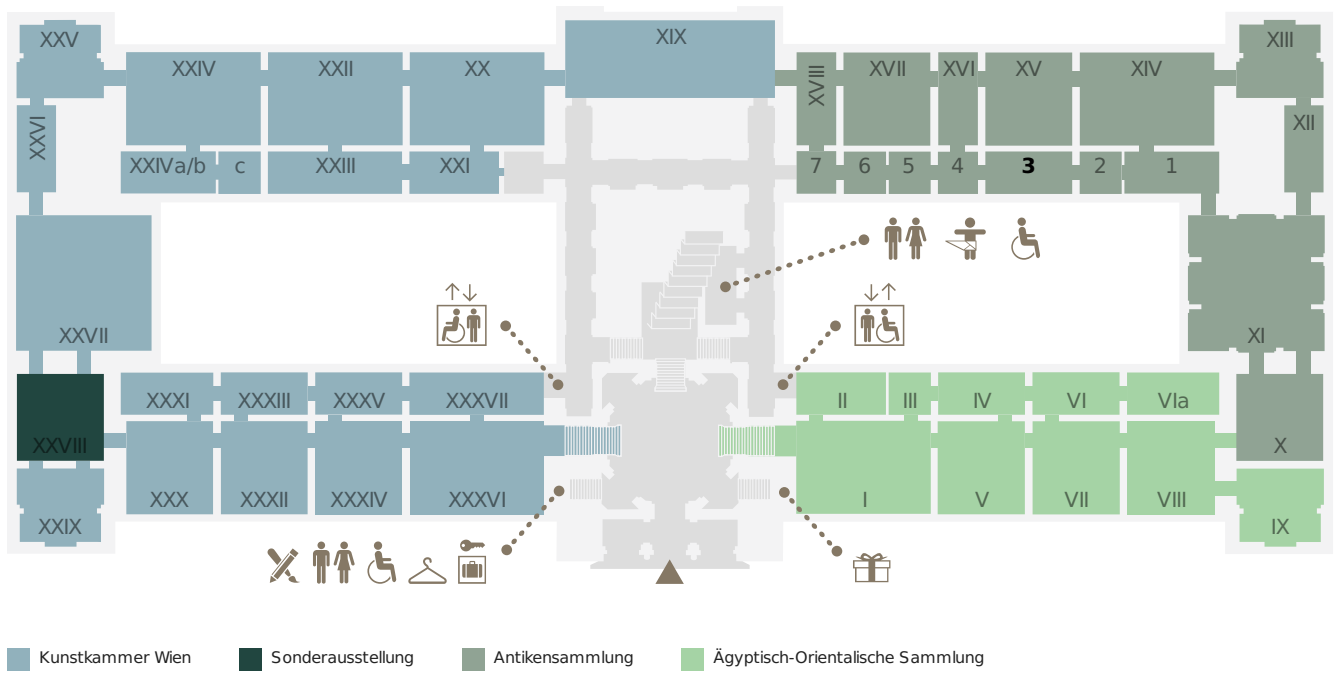 XXV
XXIV
XXII
XX
XIX
XVIII
XVII
XVI
XV
XIV
XIII
XXVI
XII
XXIVa/b
c
XXIII
XXI
7
6
5
4
3
2
1
XXVII
XI
XXXI
XXXIII
XXXV
XXXVII
II
III
IV
VI
VIa
XXVIII
X
XXX
XXXII
XXXIV
XXXVI
I
V
VII
VIII
XXIX
IX
Kunstkammer Wien
Sonderausstellung
Antikensammlung
Ägyptisch-Orientalische Sammlung